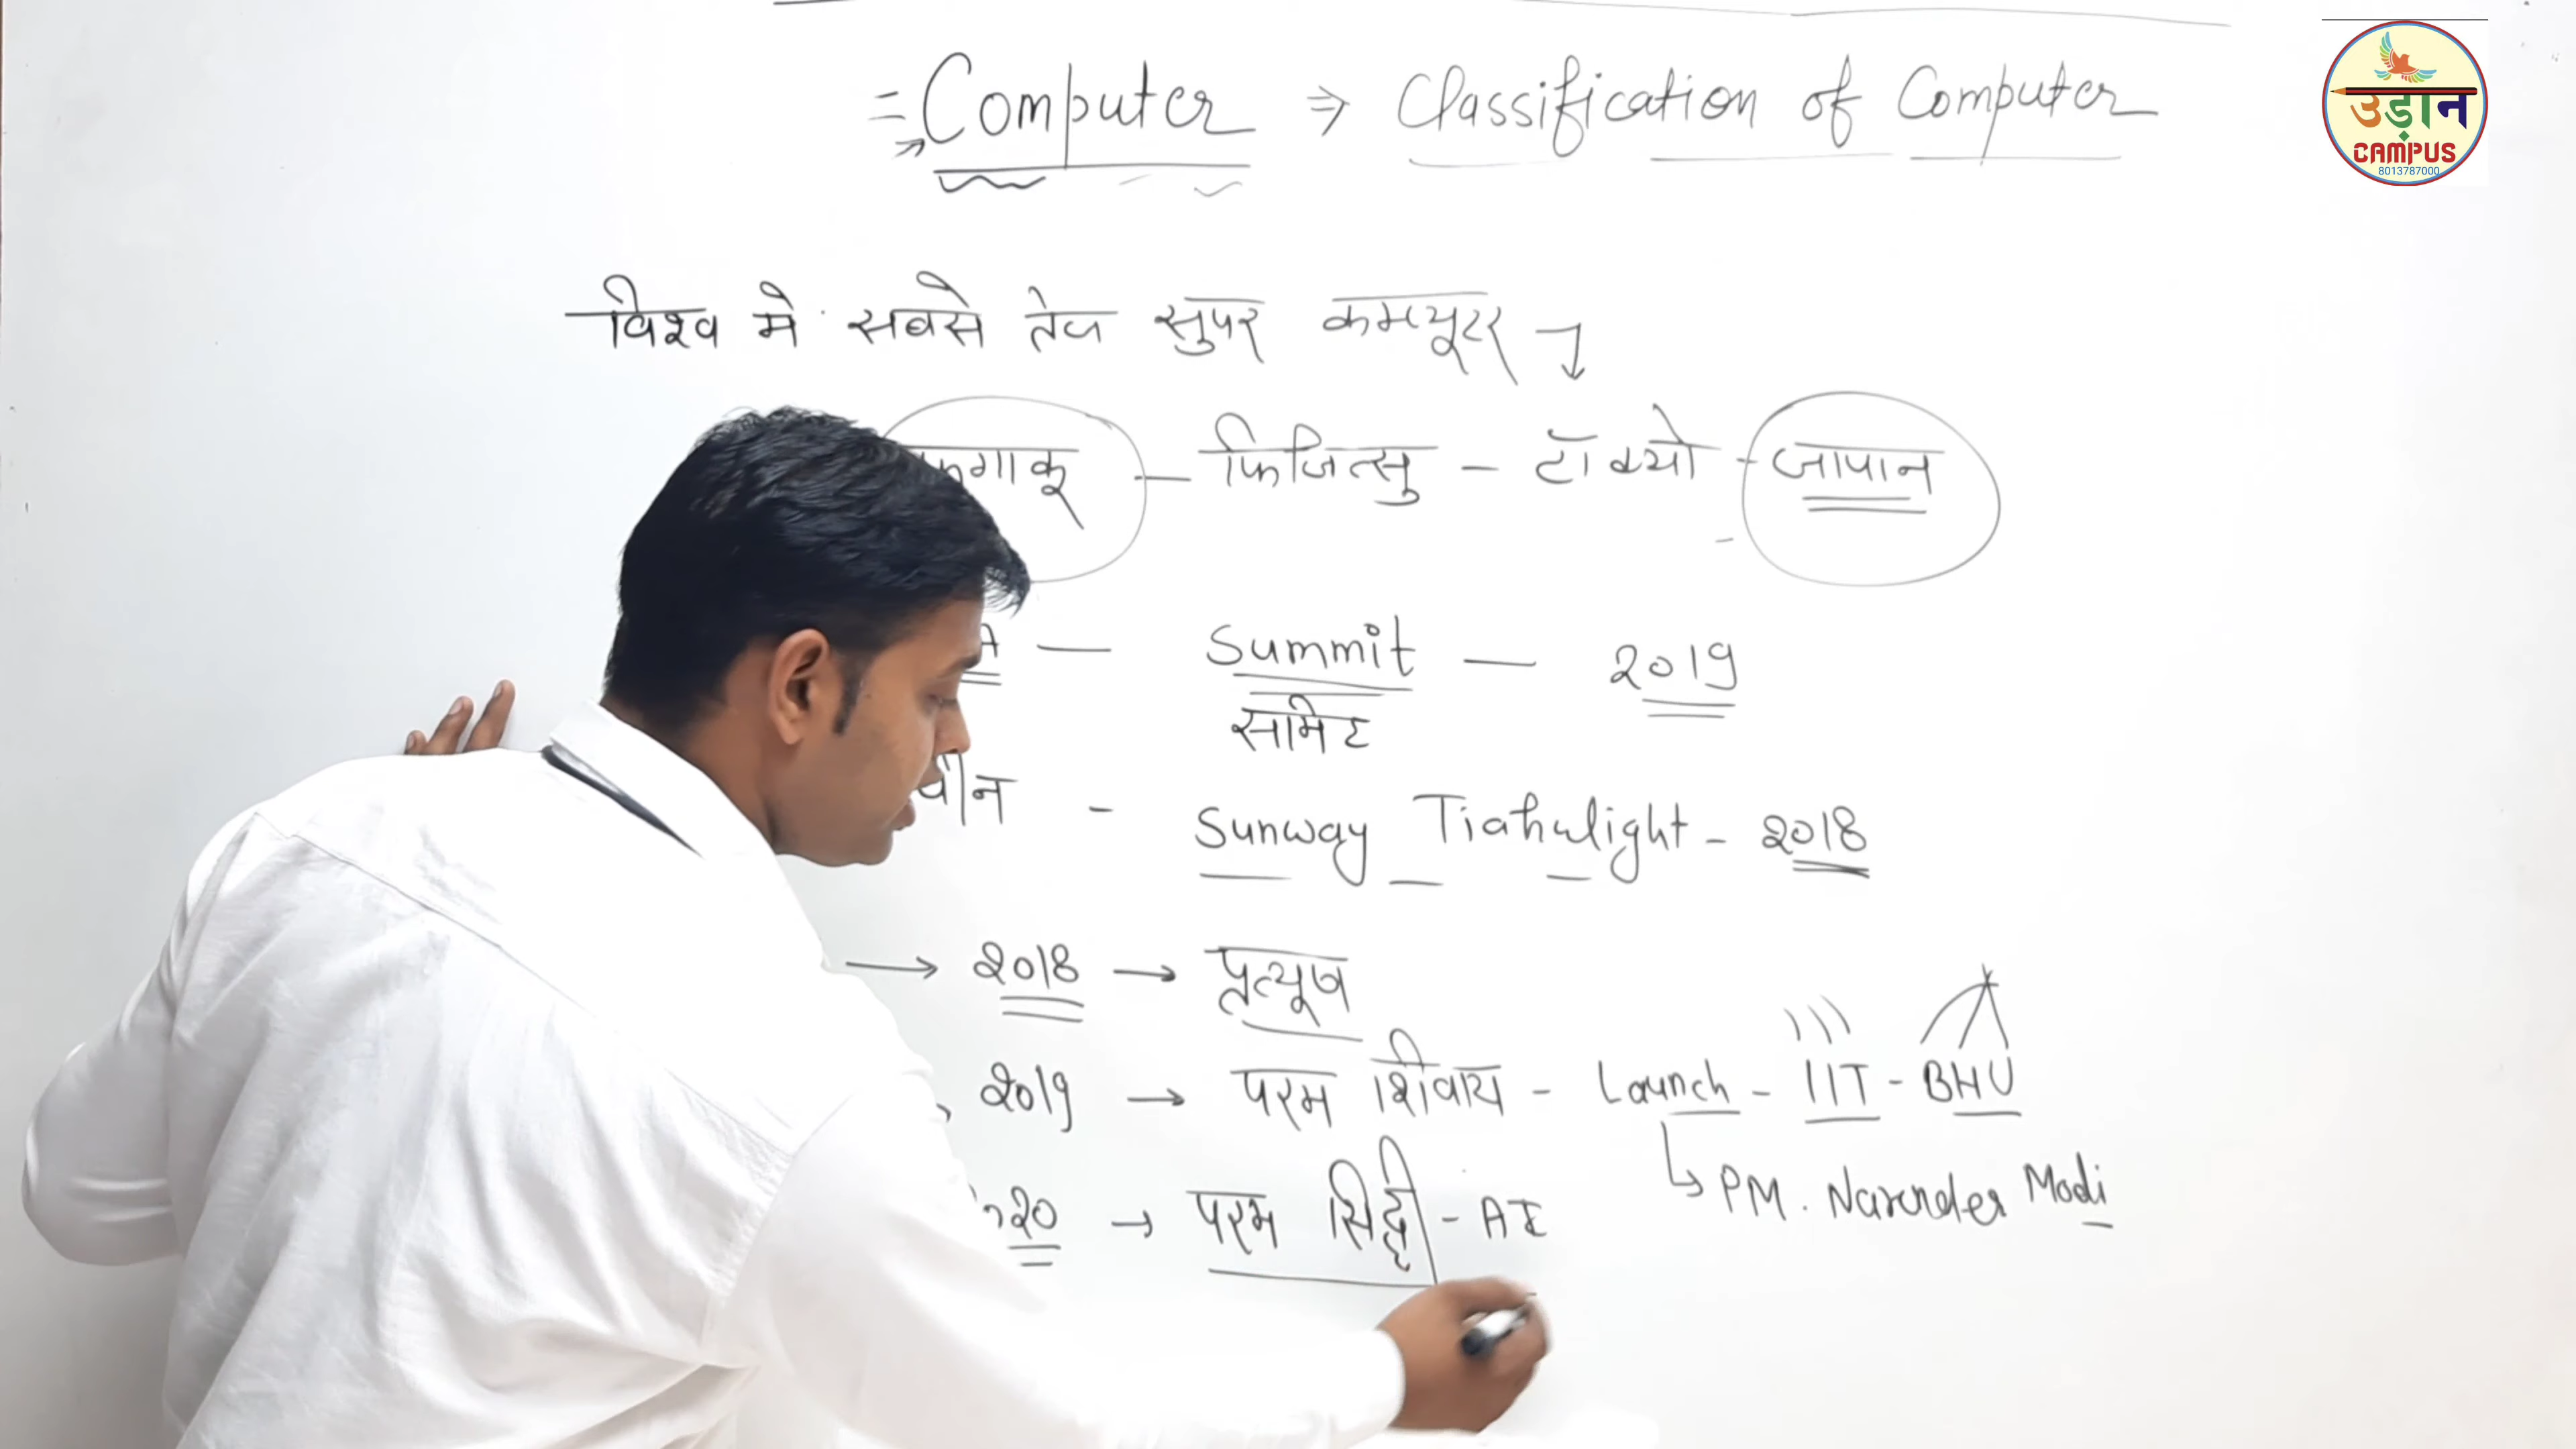 = Computer ⇒ Classification of Computer
उड़ान
CAMPUS
8013787000
विश्व मे सबसे तेज सुपर कम्प्यूटर
गाकू — फिजित्सु - टॉक्यो - जापान
A — Summit — 2019
समिट
चीन - Sunway Tiahulight - 2018
→ 2018 → प्रत्यूष
2019 → परम शिवाय - Launch - IIT - BHU
↳ PM. Narender Modi
20 → परम सिद्धी - AI